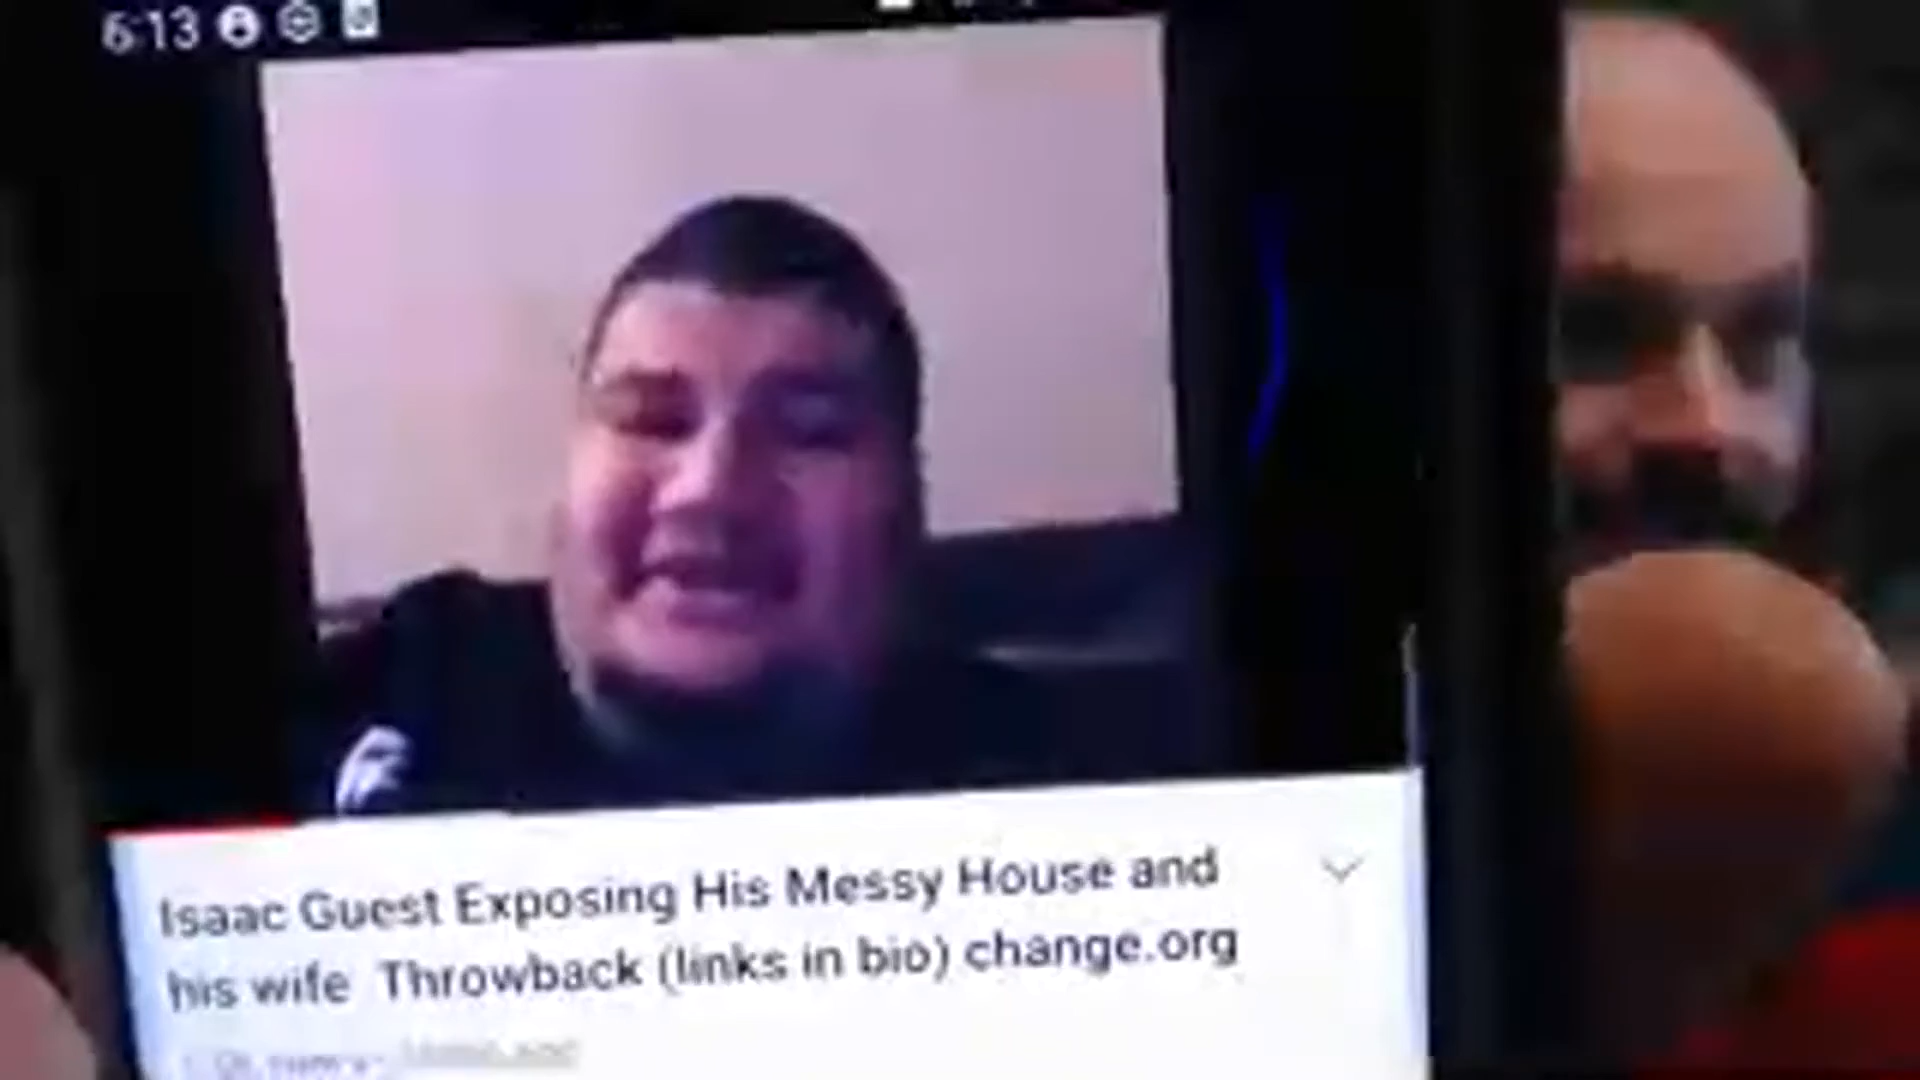 6:13
Isaac Guest Exposing His Messy House and
his wife Throwback (links in bio) change.org